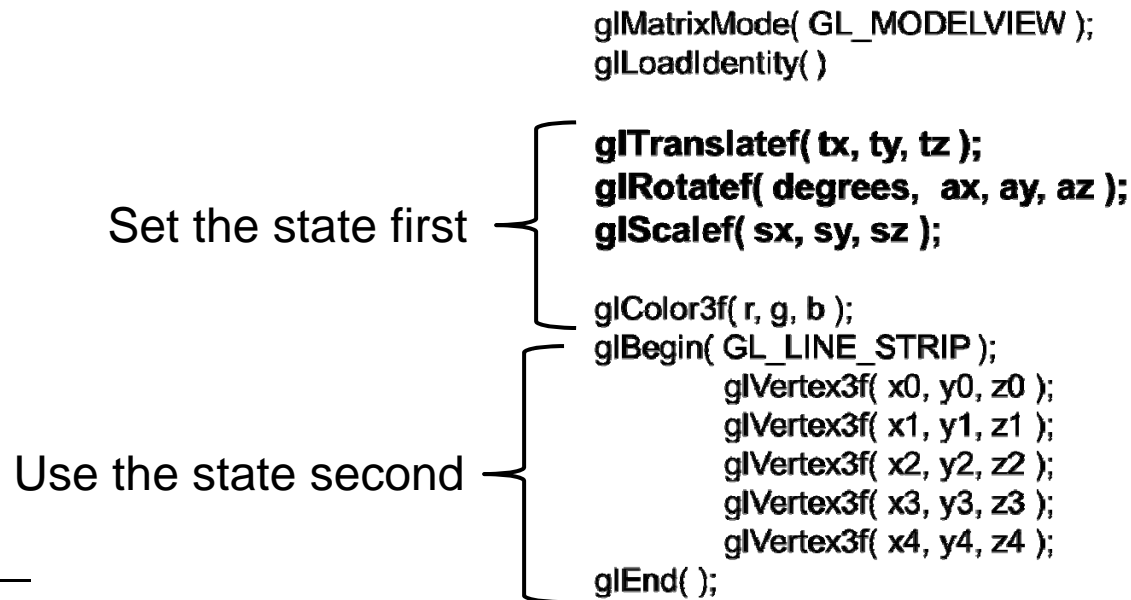 glMatrixMode( GL_MODELVIEW );
glLoadIdentity( )
glTranslatef( tx, ty, tz );
glRotatef( degrees, ax, ay, az );
glScalef( sx, sy, sz );
Set the state first
glColor3f( r, g, b );
glBegin( GL_LINE_STRIP );
glVertex3f( x0, y0, z0 );
glVertex3f( x1, y1, z1 );
glVertex3f( x2, y2, z2 );
glVertex3f( x3, y3, z3 );
glVertex3f( x4, y4, z4 );
Use the state second
glEnd( );